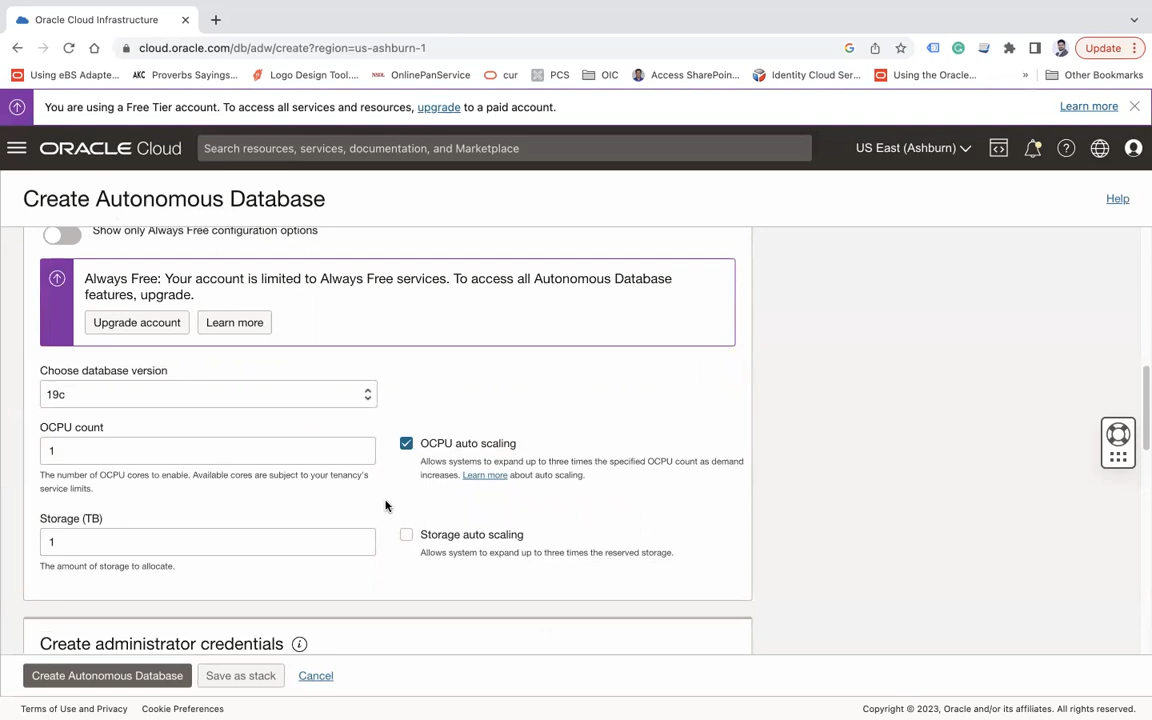 Oracle Cloud Infrastructure
cloud.oracle.com/db/adw/create?region=us-ashburn-1
Update
Using eBS Adapte...
AKC Proverbs Sayings...
Logo Design Tool....
OnlinePanService
cur
PCS
OIC
Access SharePoin...
Identity Cloud Ser...
Using the Oracle...
»
Other Bookmarks
You are using a Free Tier account. To access all services and resources, upgrade to a paid account.
Learn more
ORACLE Cloud
Search resources, services, documentation, and Marketplace
US East (Ashburn)
Create Autonomous Database
Help
Show only Always Free configuration options
Always Free: Your account is limited to Always Free services. To access all Autonomous Database
features, upgrade.
Upgrade account
Learn more
Choose database version
19c
OCPU count
1
OCPU auto scaling
Allows systems to expand up to three times the specified OCPU count as demand
increases. Learn more about auto scaling.
The number of OCPU cores to enable. Available cores are subject to your tenancy's
service limits.
Storage (TB)
1
Storage auto scaling
Allows system to expand up to three times the reserved storage.
The amount of storage to allocate.
Create administrator credentials
Create Autonomous Database
Save as stack
Cancel
Terms of Use and Privacy
Cookie Preferences
Copyright © 2023, Oracle and/or its affiliates. All rights reserved.